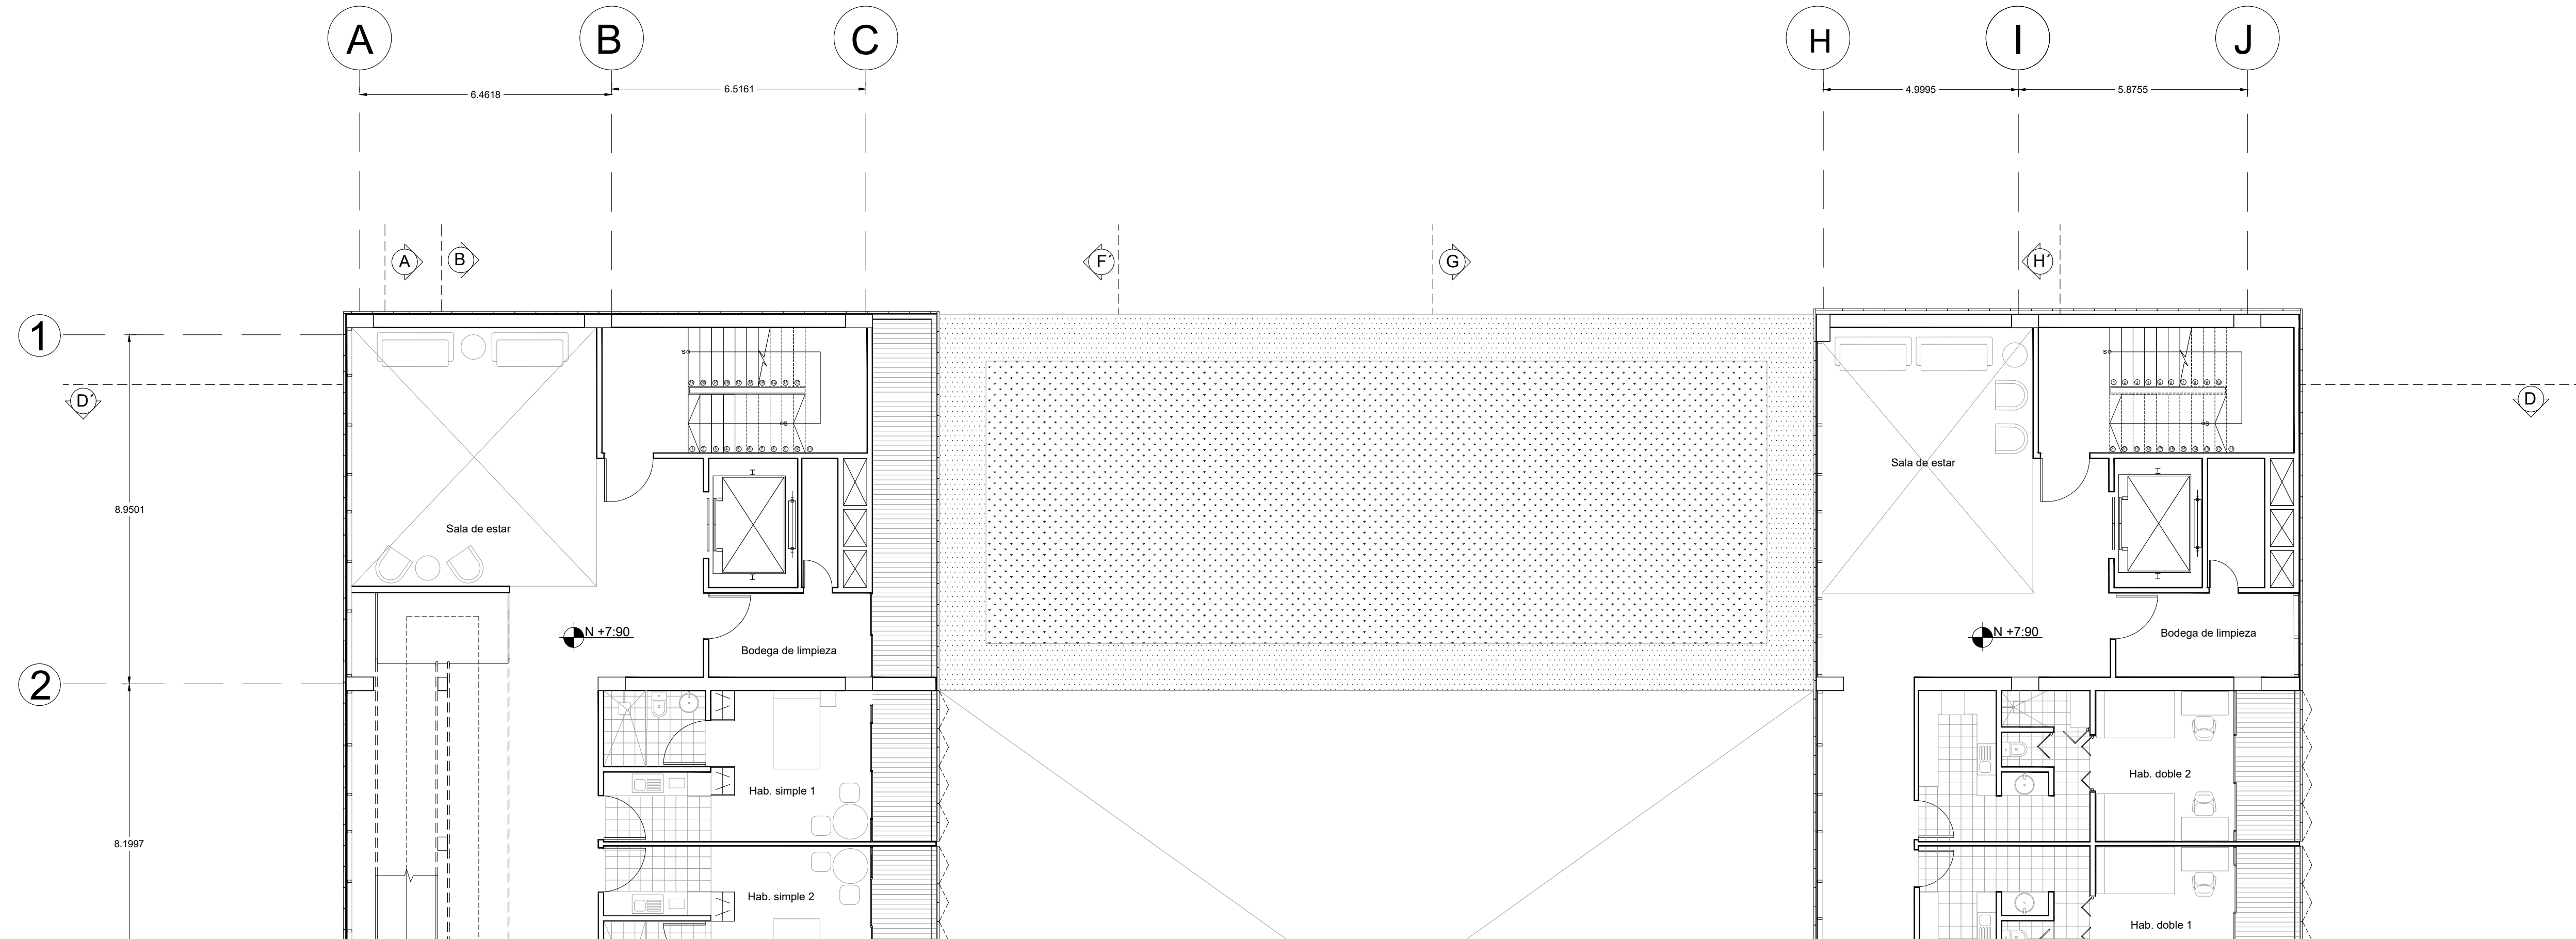 A
B
C
H
I
J
6.4618
6.5161
4.9995
5.8755
A
B
F´
G
H´
1
D´
D
s
s
s
s
8.9501
Sala de estar
Sala de estar
N +7:90
Bodega de limpieza
N +7:90
Bodega de limpieza
2
Hab. simple 1
Hab. doble 2
8.1997
Hab. simple 2
Hab. doble 1